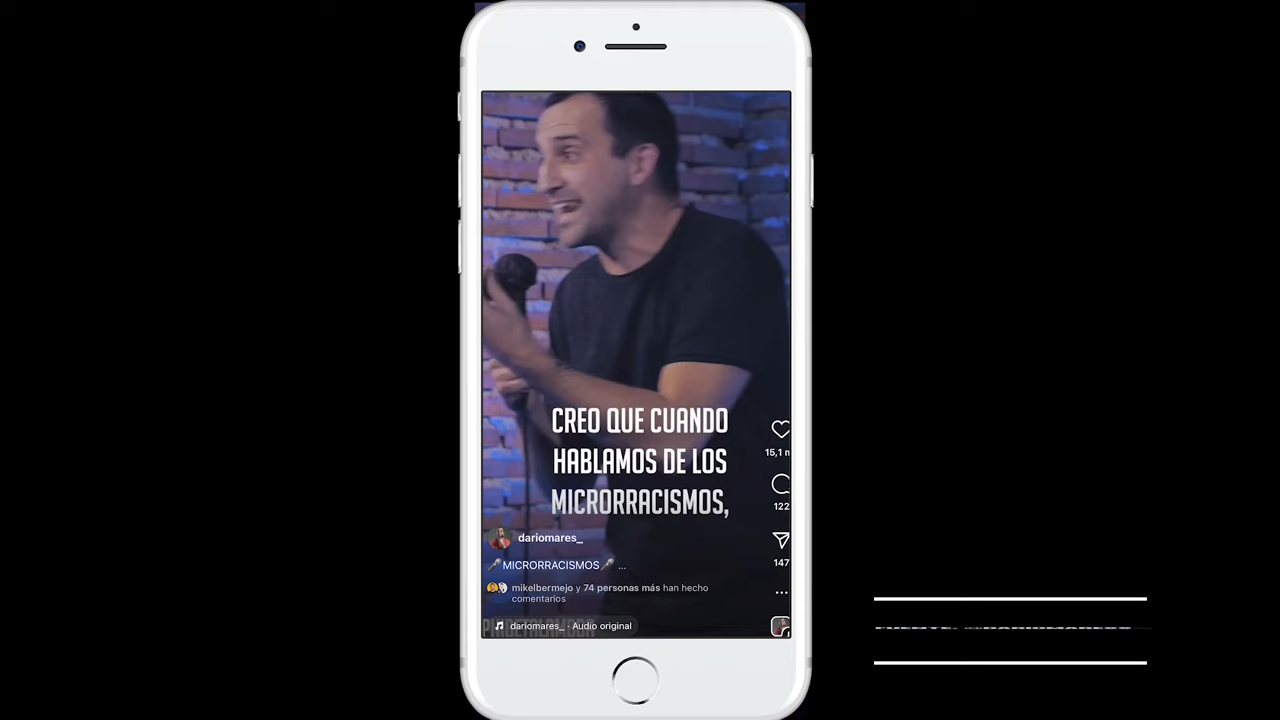 CREO QUE CUANDO
HABLAMOS DE LOS
MICRORRACISMOS,
15,1 m
122
147
dariomares_
🎤MICRORRACISMOS🎤 ...
mikelbermejo y 74 personas más han hecho
comentarios
dariomares_ · Audio original